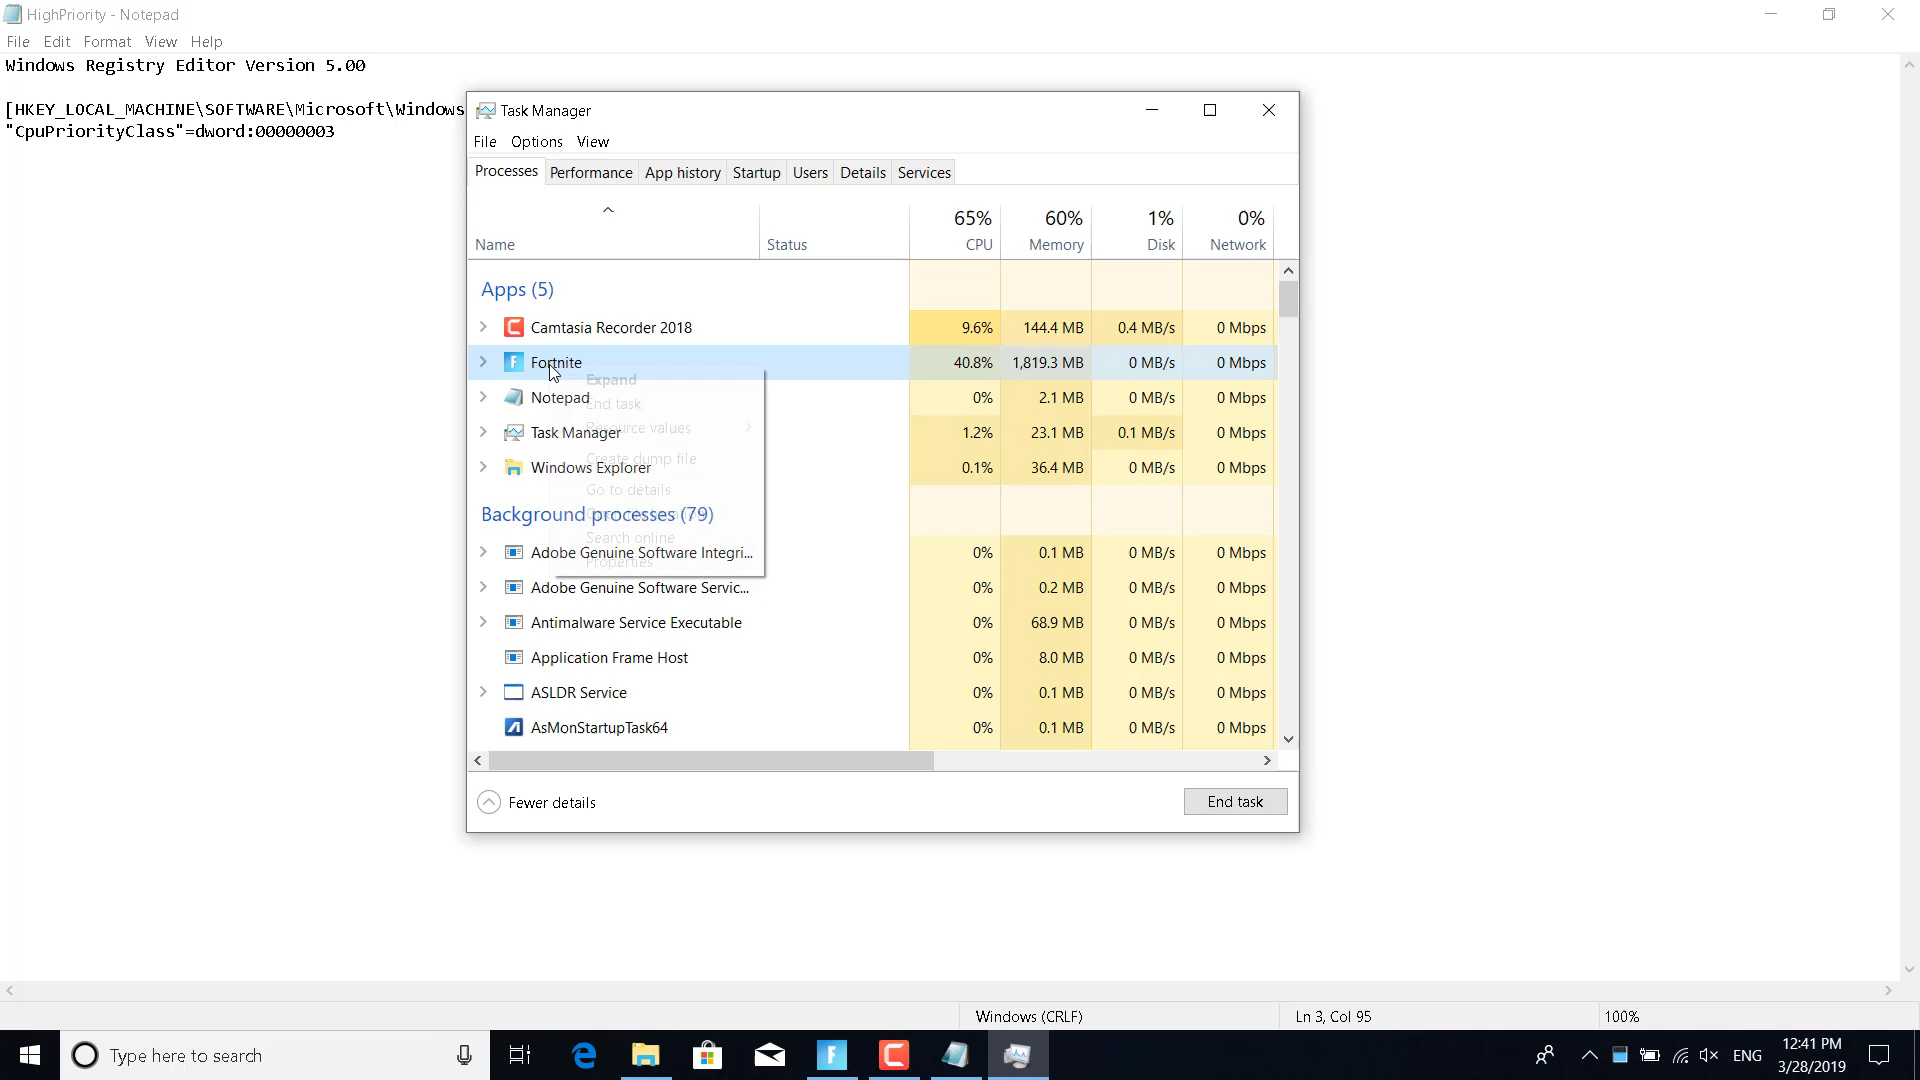 HighPriority - Notepad
File Edit Format View Help
Windows Registry Editor Version 5.00
[HKEY_LOCAL_MACHINE\SOFTWARE\Microsoft\Windows
"CpuPriorityClass"=dword:00000003
Task Manager
File Options View
Processes Performance App history Startup Users Details Services
65% 60% 1% 0%
Name Status CPU Memory Disk Network
Apps (5)
Camtasia Recorder 2018 9.6% 144.4 MB 0.4 MB/s 0 Mbps
Fortnite 40.8% 1,819.3 MB 0 MB/s 0 Mbps
Expand
Notepad 0% 2.1 MB 0 MB/s 0 Mbps
End task
Resource values
Task Manager 1.2% 23.1 MB 0.1 MB/s 0 Mbps
Create dump file
Windows Explorer 0.1% 36.4 MB 0 MB/s 0 Mbps
Go to details
Background processes (79)
Search online
Adobe Genuine Software Integri... 0% 0.1 MB 0 MB/s 0 Mbps
Properties
Adobe Genuine Software Servic... 0% 0.2 MB 0 MB/s 0 Mbps
Antimalware Service Executable 0% 68.9 MB 0 MB/s 0 Mbps
Application Frame Host 0% 8.0 MB 0 MB/s 0 Mbps
ASLDR Service 0% 0.1 MB 0 MB/s 0 Mbps
AsMonStartupTask64 0% 0.1 MB 0 MB/s 0 Mbps
Fewer details End task
Windows (CRLF) Ln 3, Col 95 100%
Type here to search
ENG
12:41 PM
3/28/2019